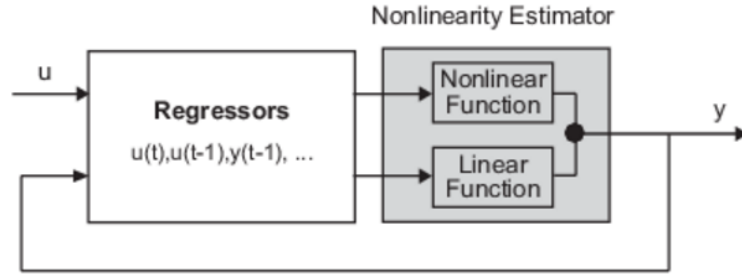 Nonlinearity Estimator
u
Regressors
u(t),u(t-1),y(t-1), ...
Nonlinear
Function
Linear
Function
y